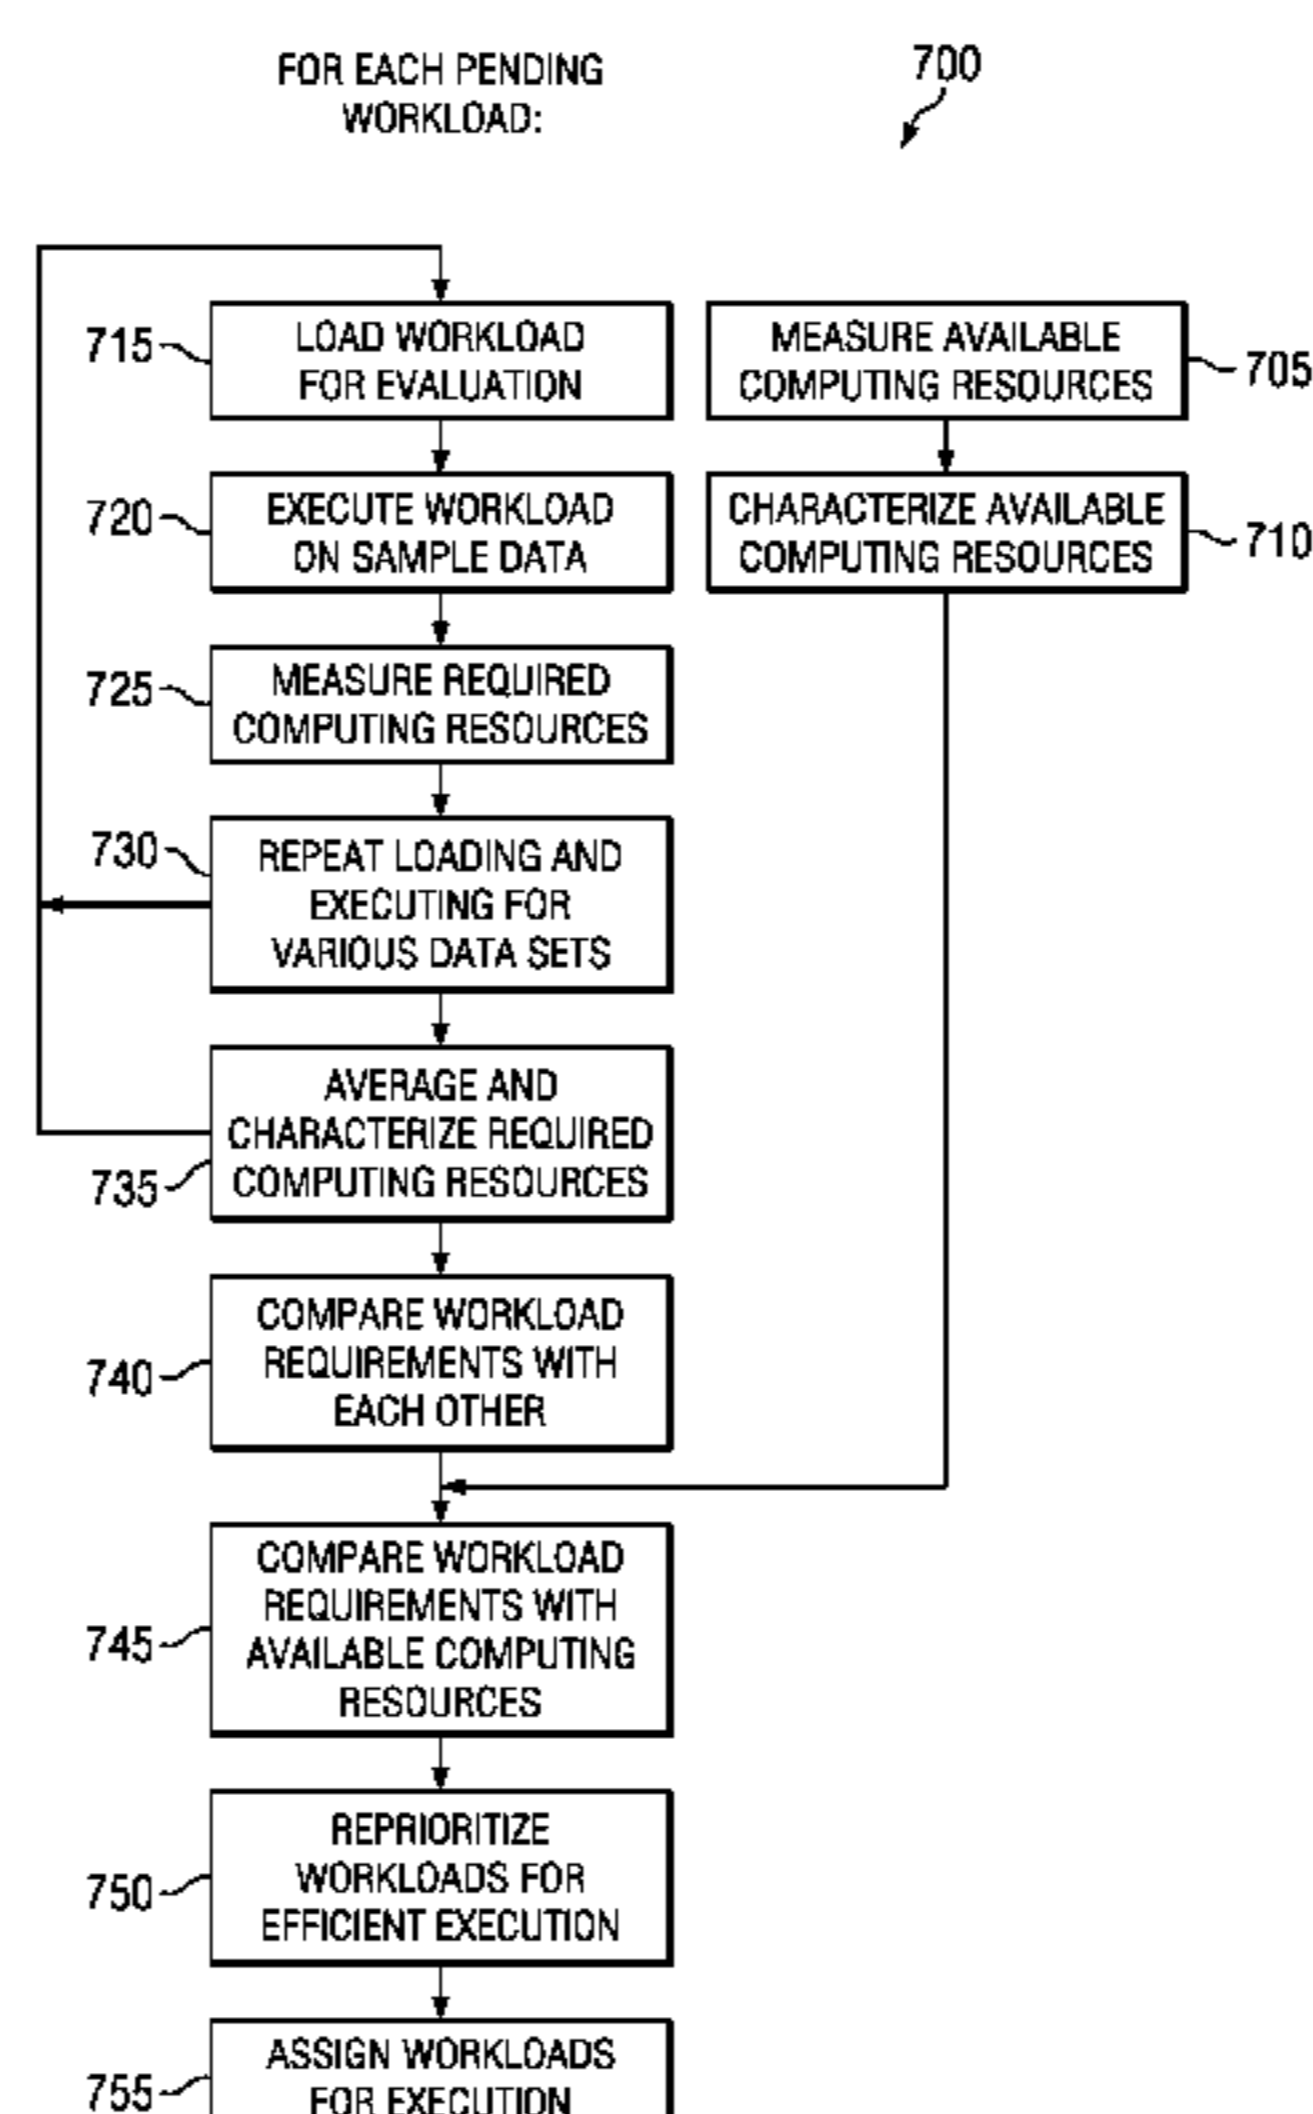 FOR EACH PENDING
WORKLOAD:
700
715
LOAD WORKLOAD
FOR EVALUATION
MEASURE AVAILABLE
COMPUTING RESOURCES
705
720
EXECUTE WORKLOAD
ON SAMPLE DATA
CHARACTERIZE AVAILABLE
COMPUTING RESOURCES
710
725
MEASURE REQUIRED
COMPUTING RESOURCES
730
REPEAT LOADING AND
EXECUTING FOR
VARIOUS DATA SETS
AVERAGE AND
CHARACTERIZE REQUIRED
COMPUTING RESOURCES
735
COMPARE WORKLOAD
REQUIREMENTS WITH
EACH OTHER
740
COMPARE WORKLOAD
REQUIREMENTS WITH
AVAILABLE COMPUTING
RESOURCES
745
REPRIORITIZE
WORKLOADS FOR
EFFICIENT EXECUTION
750
ASSIGN WORKLOADS
FOR EXECUTION
755